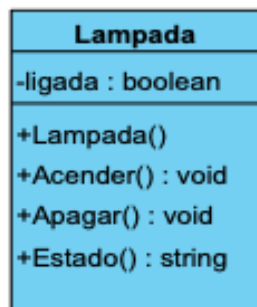 Lampada
-ligada : boolean
+Lampada()
+Acender() : void
+Apagar() : void
+Estado() : string